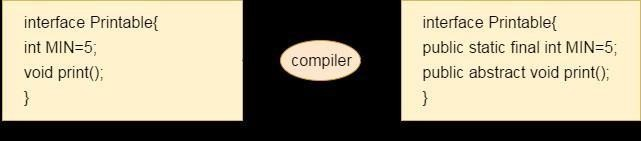 interface Printable{
int MIN=5;
void print();
}
compiler
interface Printable{
public static final int MIN=5;
public abstract void print();
}